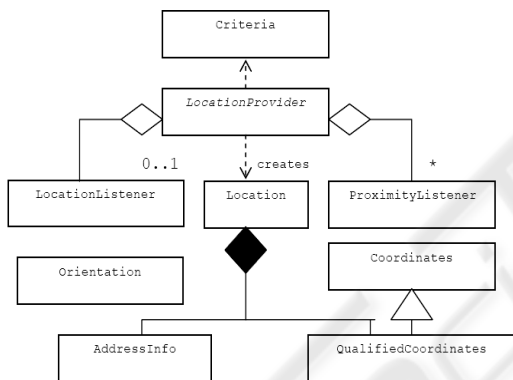 Criteria
LocationProvider
0..1
creates
*
LocationListener
Location
ProximityListener
Orientation
Coordinates
AddressInfo
QualifiedCoordinates